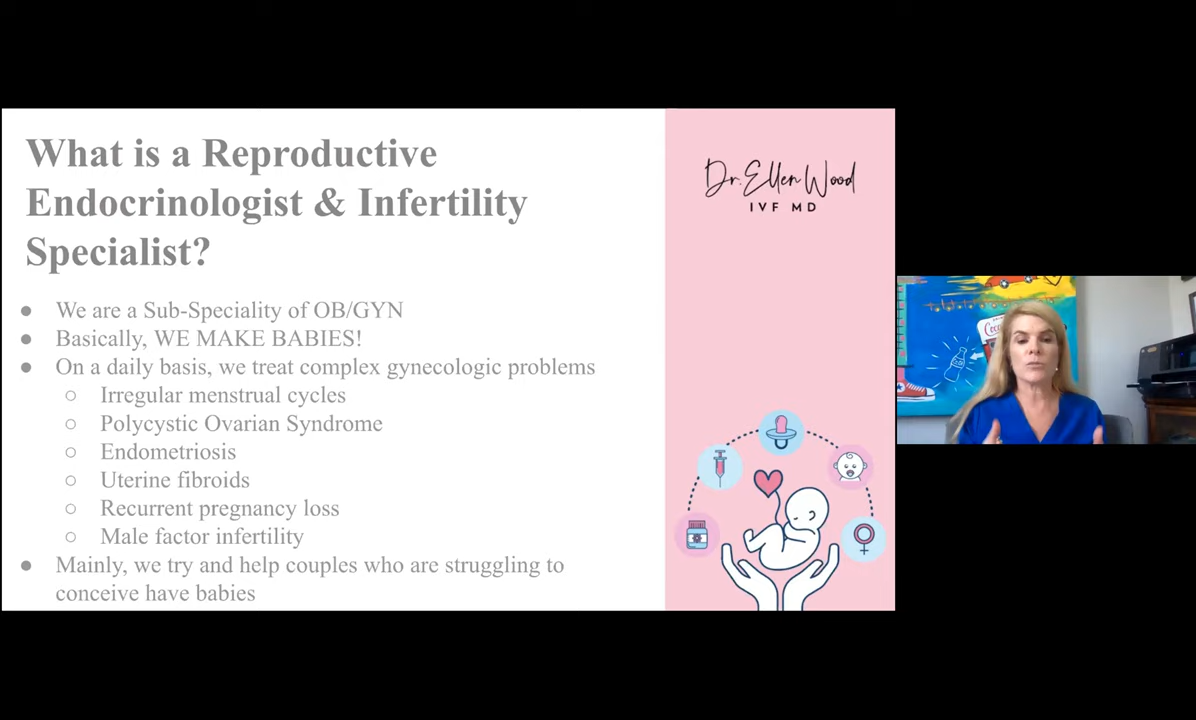 What is a Reproductive
Endocrinologist & Infertility
Specialist?
● We are a Sub-Speciality of OB/GYN
● Basically, WE MAKE BABIES!
● On a daily basis, we treat complex gynecologic problems
○ Irregular menstrual cycles
○ Polycystic Ovarian Syndrome
○ Endometriosis
○ Uterine fibroids
○ Recurrent pregnancy loss
○ Male factor infertility
● Mainly, we try and help couples who are struggling to
conceive have babies
Dr. Ellen Wood
IVF MD